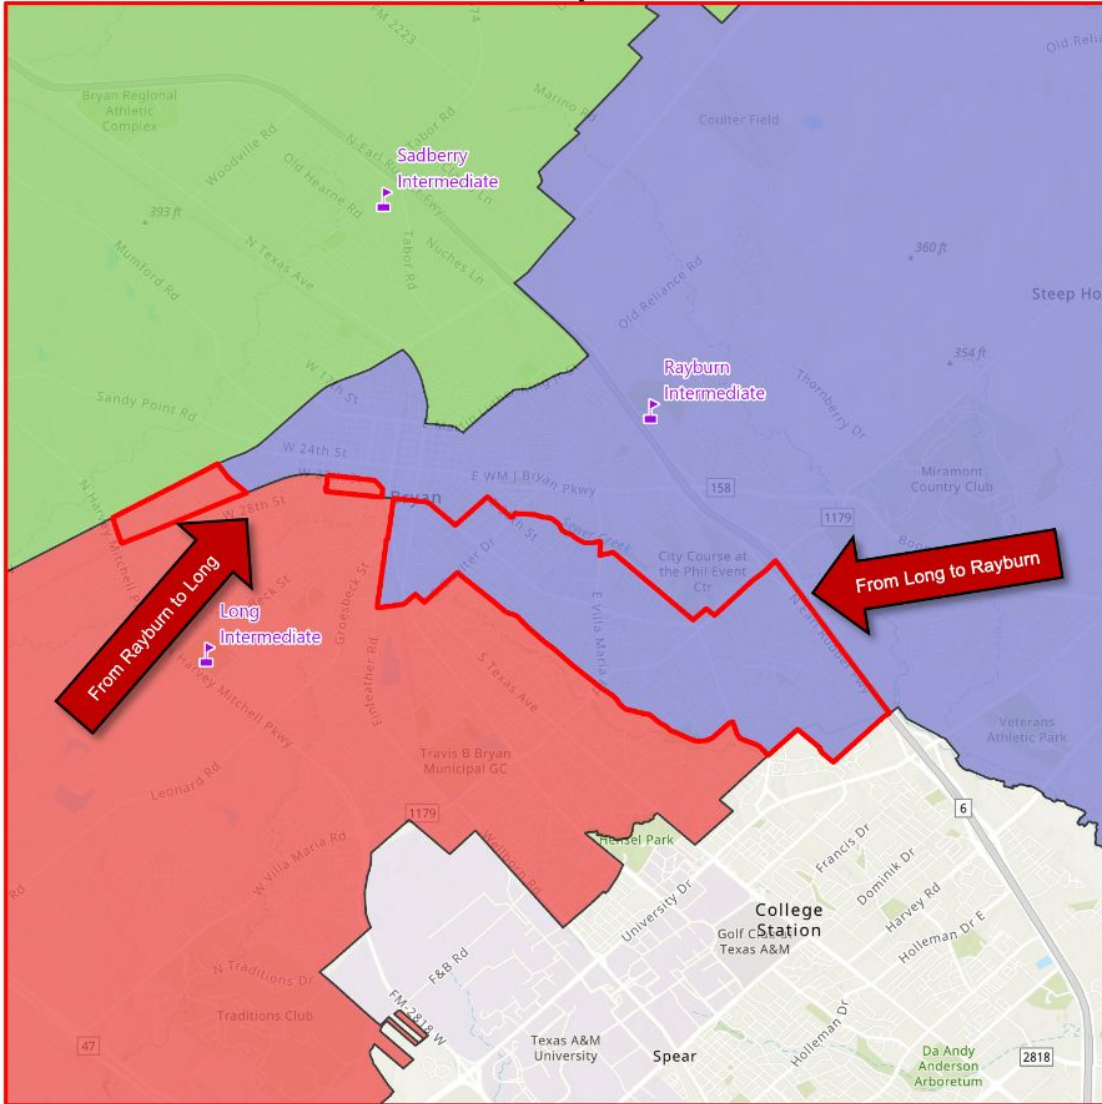 FM 2223
Old Relia
Bryan Regional
Athletic
Complex
Marino Rd
Coulter Field
Woodville Rd
Tabor Rd
Sadberry
Intermediate
Old Hearne Rd
393 ft
N Texas Ave
Tabor Rd
Nuches Ln
360 ft
Mumford Rd
Old Reliance Rd
Steep Ho
354 ft
Rayburn
Intermediate
W 17th St
Sandy Point Rd
Thornberry Dr
W 24th St
E WM J Bryan Pkwy
Miramont
Country Club
158
Bryan
W 28th St
1179
City Course at
the Phil Event
Ctr
From Long to Rayburn
From Rayburn to Long
Groesbeck St
E Villa Maria
Long
Intermediate
Finfeather Rd
S Texas Ave
Harvey Mitchell Pkwy
Veterans
Athletic Park
Travis B Bryan
Municipal GC
Leonard Rd
1179
6
Hensel Park
W Villa Maria Rd
Wellborn Rd
Francis Dr
Dominik Dr
University Dr
Harvey Rd
College
Station
Holleman Dr E
Golf Club at
Texas A&M
F&B Rd
N Traditions Dr
Traditions Club
FM-2818 W
Holleman Dr
47
Texas A&M
University
Spear
Da Andy
Anderson
Arboretum
2818